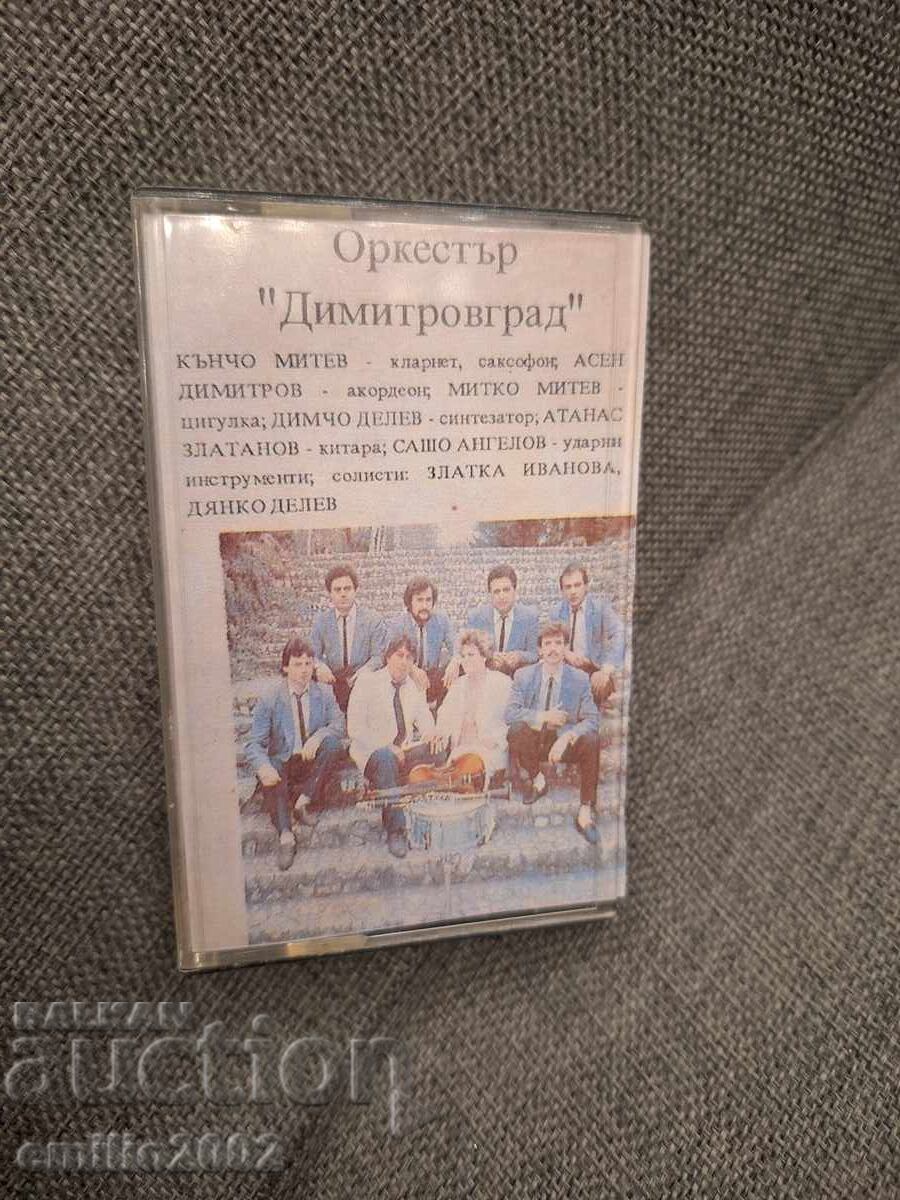 Оркестър
"Димитровград"
КЪНЧО МИТЕВ - кларнет, саксофон; АСЕН
ДИМИТРОВ - акордеон; МИТКО МИТЕВ -
цигулка; ДИМЧО ДЕЛЕВ - синтезатор; АТАНАС
ЗЛАТАНОВ - китара; САШО АНГЕЛОВ - ударни
инструменти; солисти: ЗЛАТКА ИВАНОВА,
ДЯНКО ДЕЛЕВ
BALKAN
auction
emilio2002